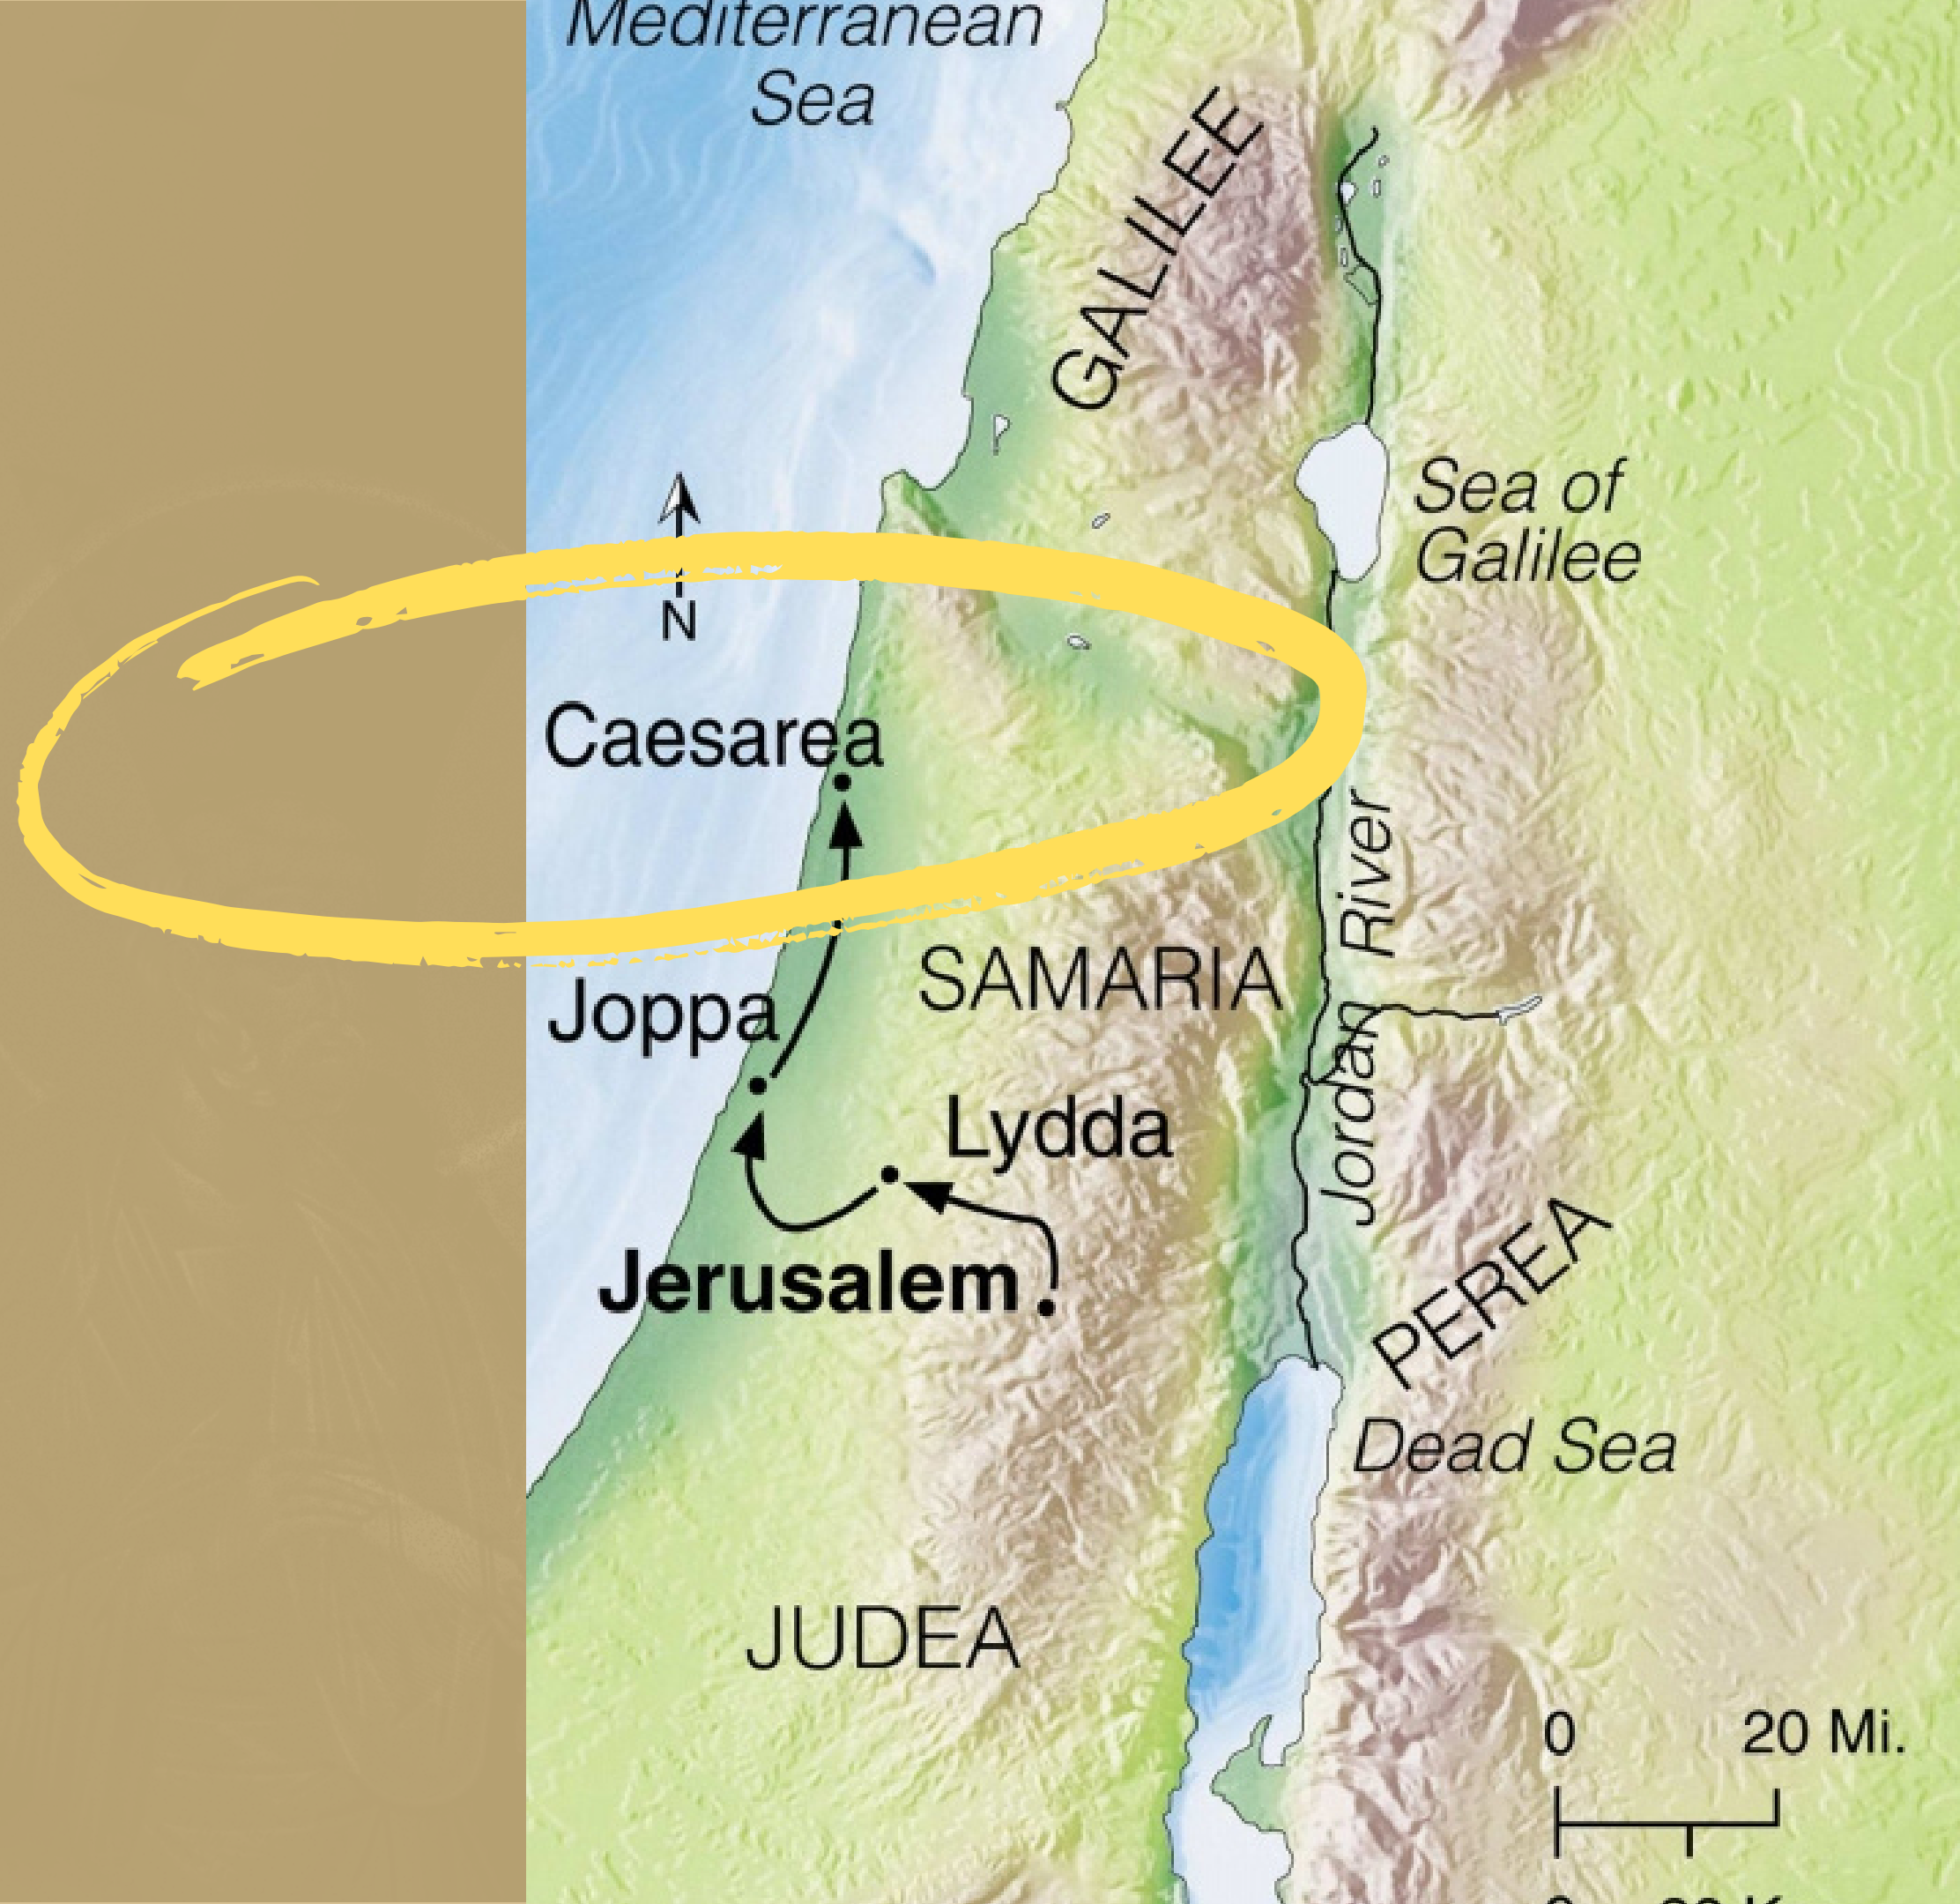 Mediterranean
Sea
GALILEE
Sea of
Galilee
N
Caesarea
Jordan River
SAMARIA
Joppa
Lydda
Jerusalem
PEREA
Dead Sea
JUDEA
0 20 Mi.